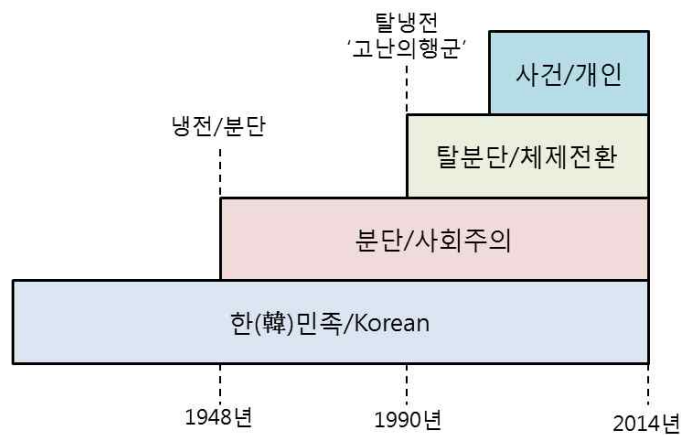 탈냉전
‘고난의행군’
사건/개인
냉전/분단
탈분단/체제전환
분단/사회주의
한(韓)민족/Korean
1948년
1990년
2014년